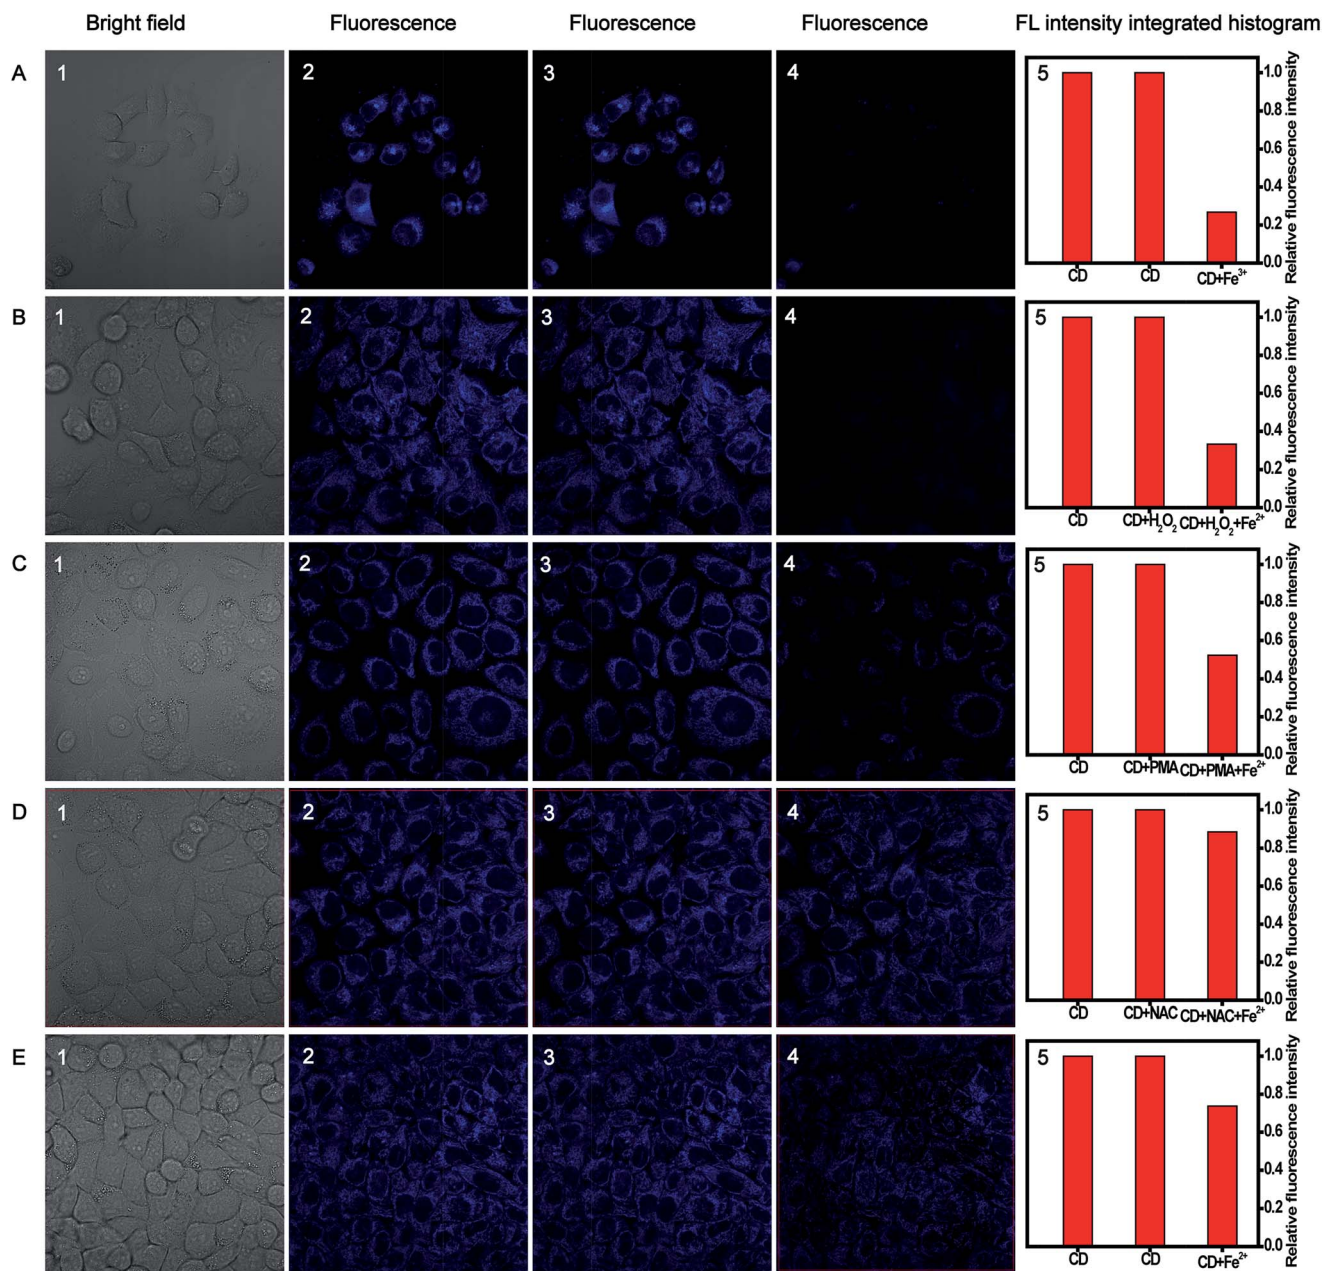 Bright field Fluorescence Fluorescence Fluorescence FL intensity integrated histogram
A 1 2 3 4 5
1.0
0.8
0.6
0.4
0.2
0.0
Relative fluorescence intensity
CD CD CD+Fe³⁺
B 1 2 3 4 5
1.0
0.8
0.6
0.4
0.2
0.0
Relative fluorescence intensity
CD CD+H₂O₂ CD+H₂O₂+Fe²⁺
C 1 2 3 4 5
1.0
0.8
0.6
0.4
0.2
0.0
Relative fluorescence intensity
CD CD+PMA CD+PMA+Fe²⁺
D 1 2 3 4 5
1.0
0.8
0.6
0.4
0.2
0.0
Relative fluorescence intensity
CD CD+NAC CD+NAC+Fe²⁺
E 1 2 3 4 5
1.0
0.8
0.6
0.4
0.2
0.0
Relative fluorescence intensity
CD CD CD+Fe²⁺